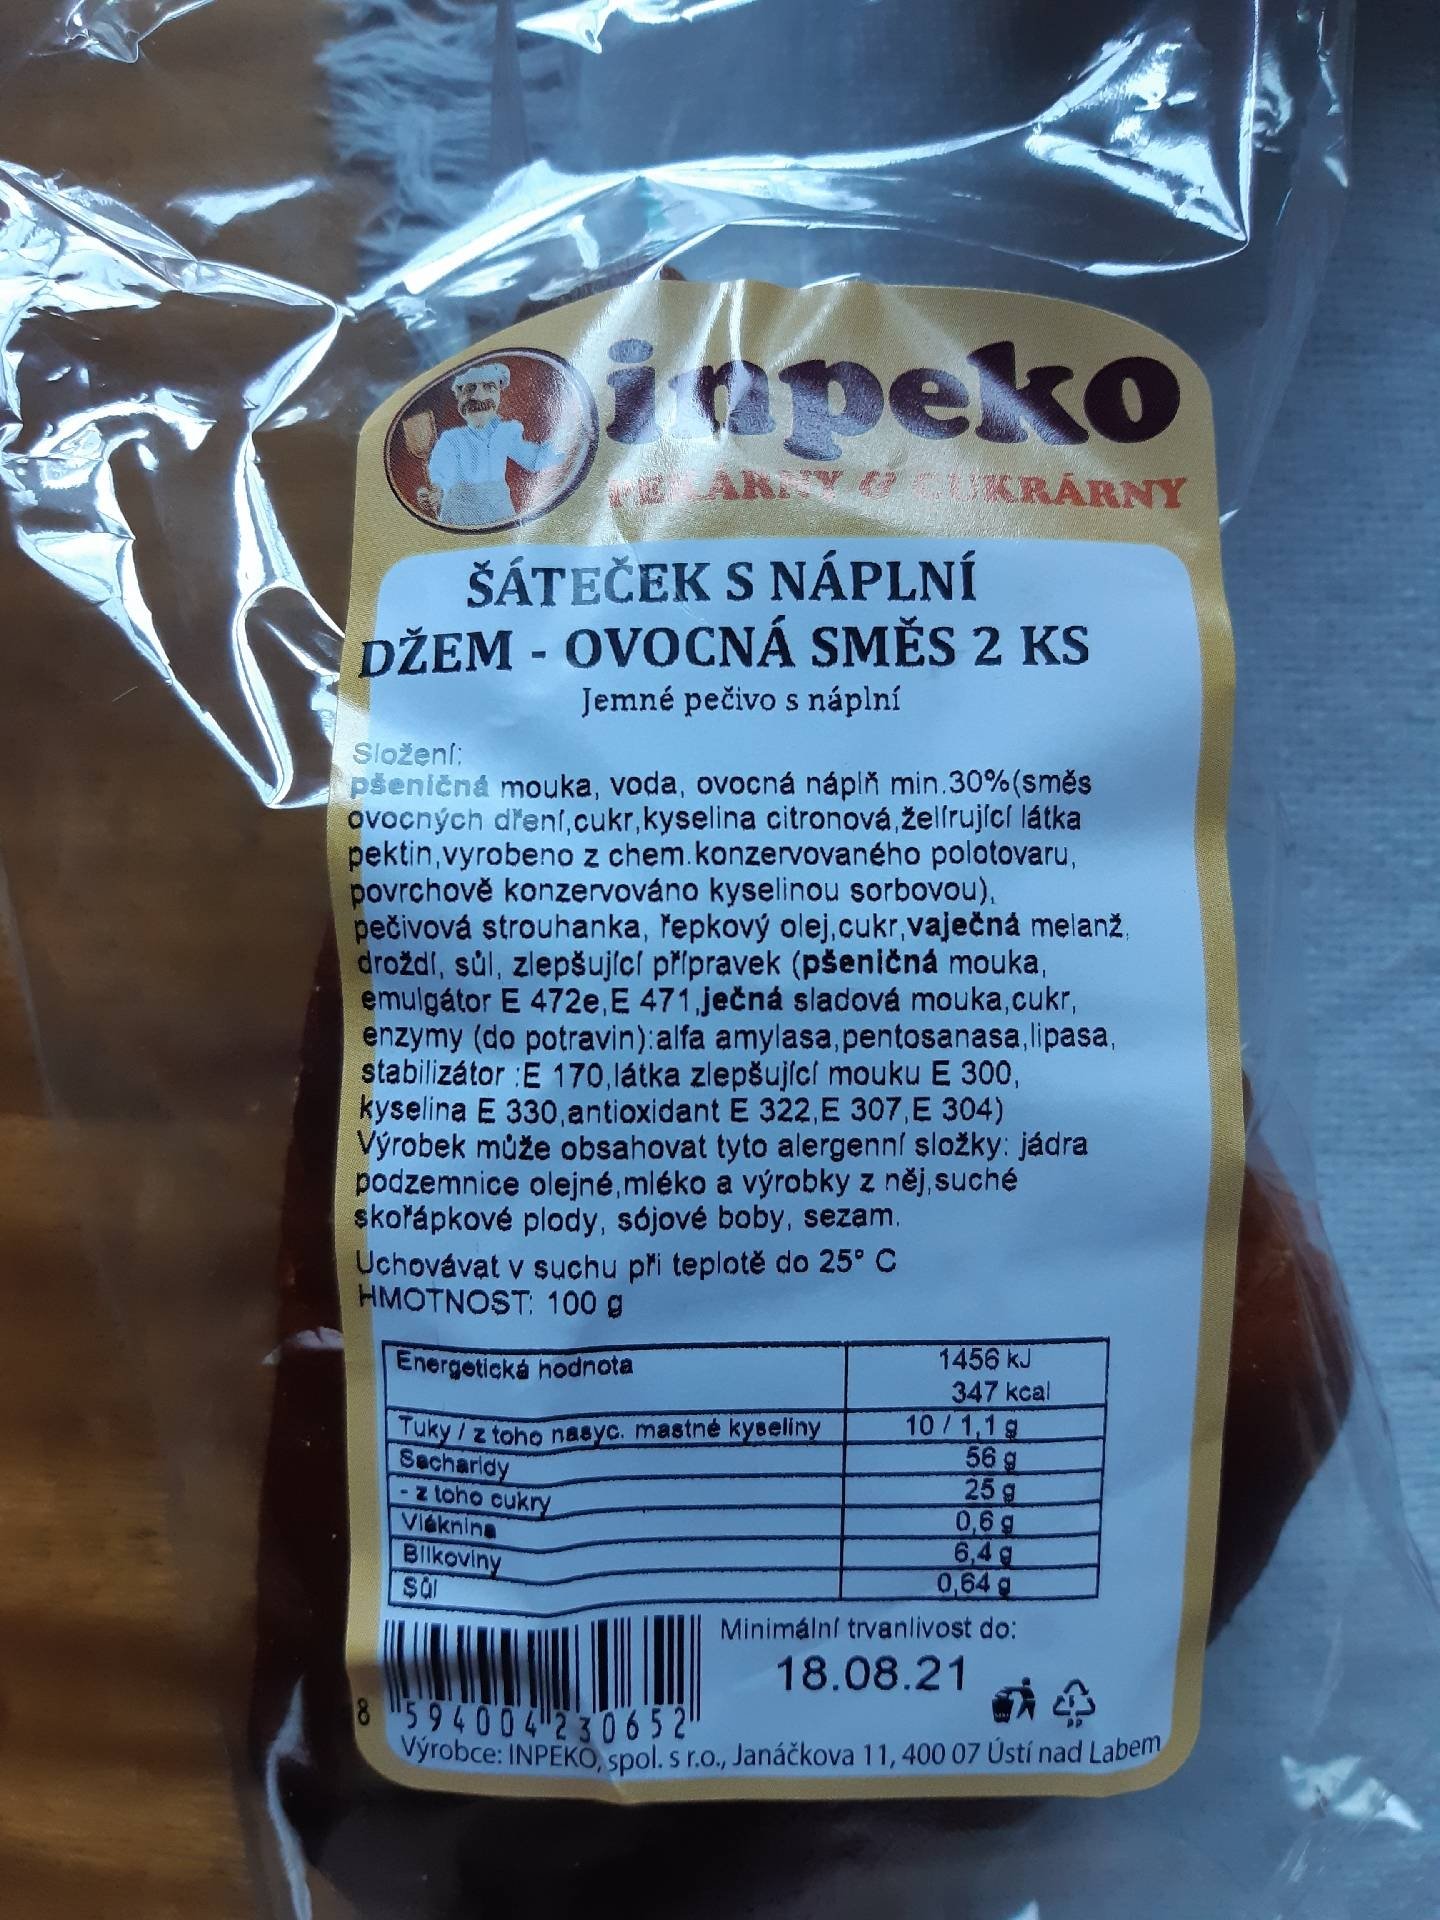 inpeko
PEKÁRNY & CUKRÁRNY
ŠÁTEČEK S NÁPLNÍ
DŽEM - OVOCNÁ SMĚS 2 KS
Jemné pečivo s náplní
Složení:
pšeničná mouka, voda, ovocná náplň min.30%(směs
ovocných dření,cukr,kyselina citronová,želírující látka
pektin,vyrobeno z chem.konzervovaného polotovaru,
povrchově konzervováno kyselinou sorbovou),
pečivová strouhanka, řepkový olej,cukr,vaječná melanž,
droždí, sůl, zlepšující přípravek (pšeničná mouka,
emulgátor E 472e,E 471,ječná sladová mouka,cukr,
enzymy (do potravin):alfa amylasa,pentosanasa,lipasa,
stabilizátor :E 170,látka zlepšující mouku E 300,
kyselina E 330,antioxidant E 322,E 307,E 304)
Výrobek může obsahovat tyto alergenní složky: jádra
podzemnice olejné,mléko a výrobky z něj,suché
skořápkové plody, sójové boby, sezam.
Uchovávat v suchu při teplotě do 25° C
HMOTNOST: 100 g
Energetická hodnota 1456 kJ
347 kcal
Tuky / z toho nasyc. mastné kyseliny 10 / 1,1 g
Sacharidy 56 g
- z toho cukry 25 g
Vláknina 0,6 g
Bílkoviny 6,4 g
Sůl 0,64 g
Minimální trvanlivost do:
18.08.21
PP
8 594004 230652
Výrobce: INPEKO, spol. s r.o., Janáčkova 11, 400 07 Ústí nad Labem